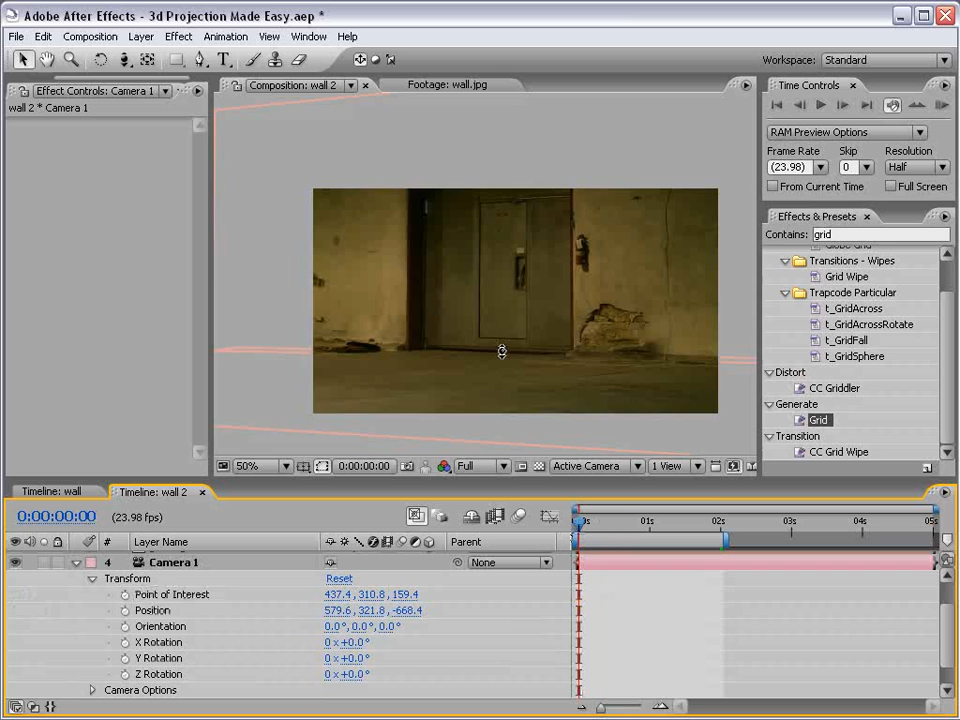 Adobe After Effects - 3d Projection Made Easy.aep *
File Edit Composition Layer Effect Animation View Window Help
Workspace: Standard
Effect Controls: Camera 1
wall 2 * Camera 1
Composition: wall 2
Footage: wall.jpg
Time Controls
RAM Preview Options
Frame Rate Skip Resolution
(23.98) 0 Half
From Current Time Full Screen
Effects & Presets
Contains: grid
Transitions - Wipes
Grid Wipe
Trapcode Particular
t_GridAcross
t_GridAcrossRotate
t_GridFall
t_GridSphere
Distort
CC Griddler
Generate
Grid
Transition
CC Grid Wipe
50% 0:00:00:00 Full Active Camera 1 View
Timeline: wall Timeline: wall 2
0:00:00:00 (23.98 fps)
01s 02s 03s 04s 05s
# Layer Name Parent
4 Camera 1 None
Transform Reset
Point of Interest 437.4, 310.8, 159.4
Position 579.6, 321.8, -668.4
Orientation 0.0°, 0.0°, 0.0°
X Rotation 0 x+0.0°
Y Rotation 0 x+0.0°
Z Rotation 0 x+0.0°
Camera Options